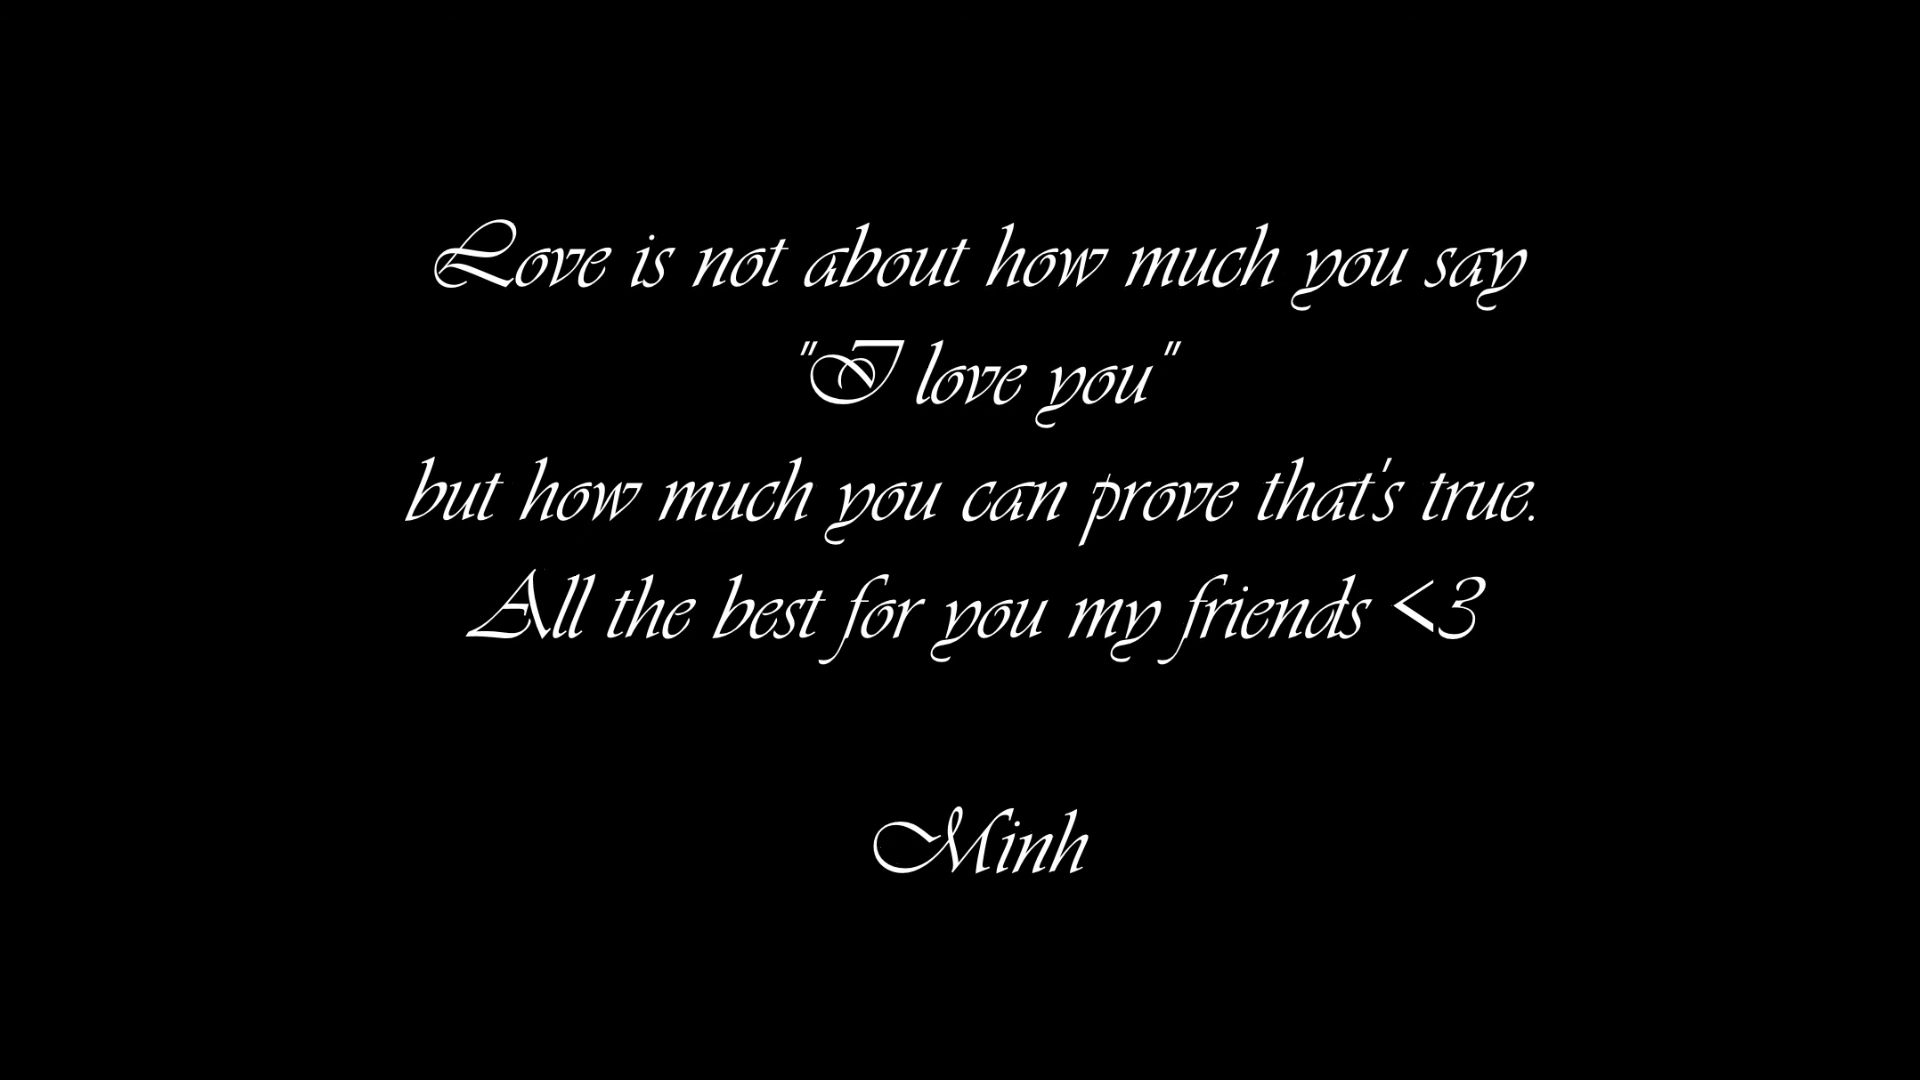 Love is not about how much you say
"I love you"
but how much you can prove that's true.
All the best for you my friends <3
Minh